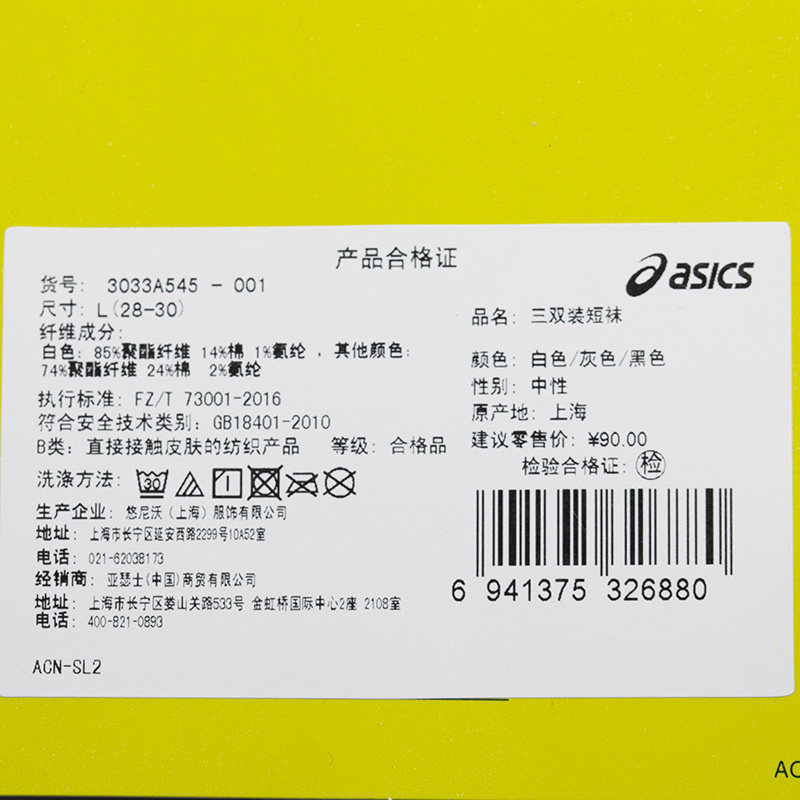 产品合格证
asics
货号: 3033A545 - 001
尺寸: L(28-30)
纤维成分:
白色: 85%聚酯纤维 14%棉 1%氨纶 , 其他颜色:
74%聚酯纤维 24%棉 2%氨纶
执行标准: FZ/T 73001-2016
符合安全技术类别: GB18401-2010
B类: 直接接触皮肤的纺织产品 等级: 合格品
洗涤方法: 30
生产企业: 悠尼沃(上海)服饰有限公司
地址: 上海市长宁区延安西路2299号10A52室
电话: 021-62038173
经销商: 亚瑟士(中国)商贸有限公司
地址: 上海市长宁区娄山关路533号 金虹桥国际中心2座 2108室
电话: 400-821-0893
ACN-SL2
品名: 三双装短袜
颜色: 白色/灰色/黑色
性别: 中性
原产地: 上海
建议零售价: ¥90.00
检验合格证: 检
6 941375 326880
AC